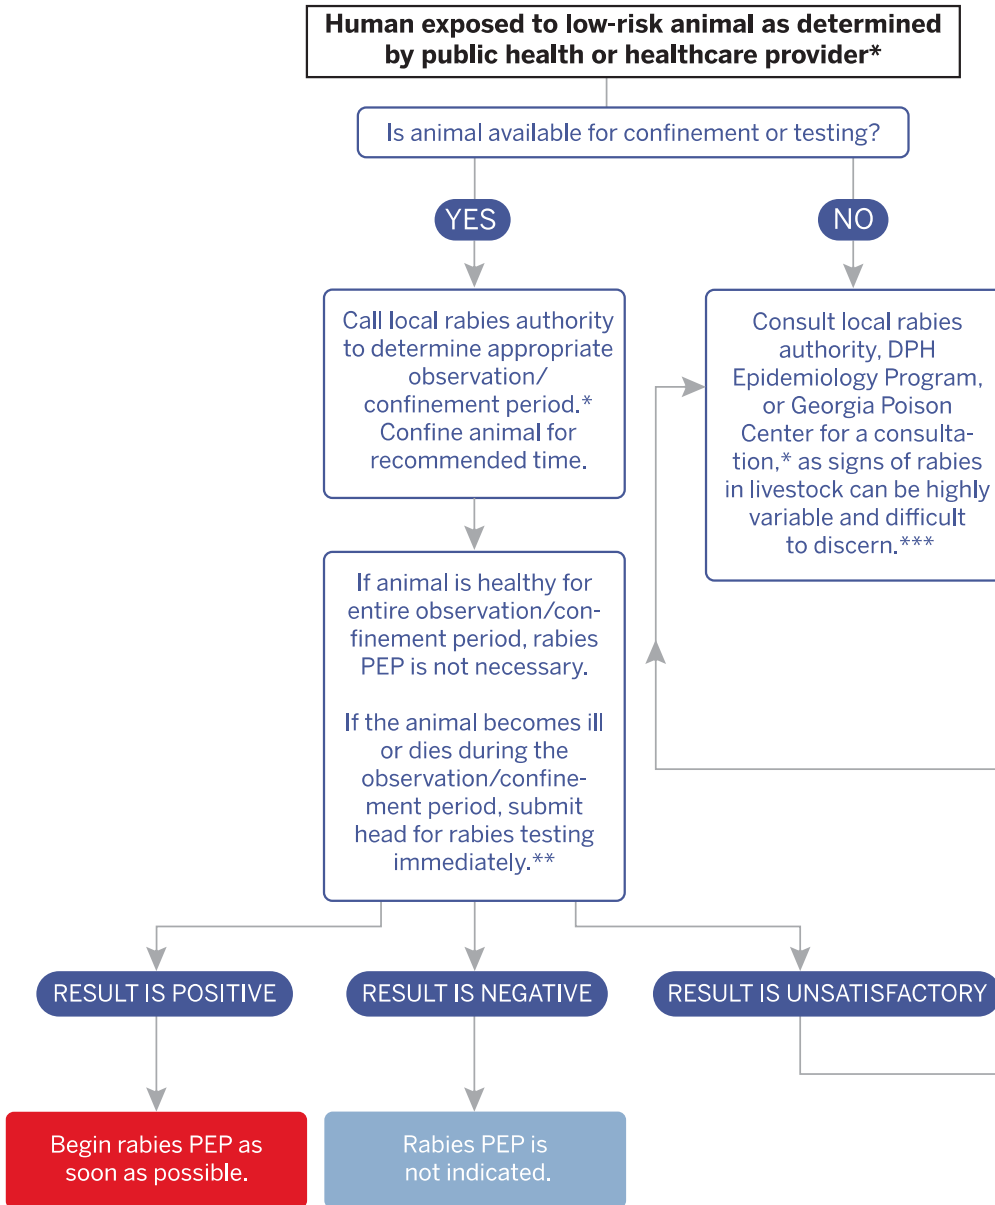 Human exposed to low-risk animal as determined
by public health or healthcare provider*
Is animal available for confinement or testing?
YES
NO
Call local rabies authority
to determine appropriate
observation/
confinement period.*
Confine animal for
recommended time.
Consult local rabies
authority, DPH
Epidemiology Program,
or Georgia Poison
Center for a consulta-
tion,* as signs of rabies
in livestock can be highly
variable and difficult
to discern.***
If animal is healthy for
entire observation/con-
finement period, rabies
PEP is not necessary.
If the animal becomes ill
or dies during the
observation/confine-
ment period, submit
head for rabies testing
immediately.**
RESULT IS POSITIVE
RESULT IS NEGATIVE
RESULT IS UNSATISFACTORY
Begin rabies PEP as
soon as possible.
Rabies PEP is
not indicated.